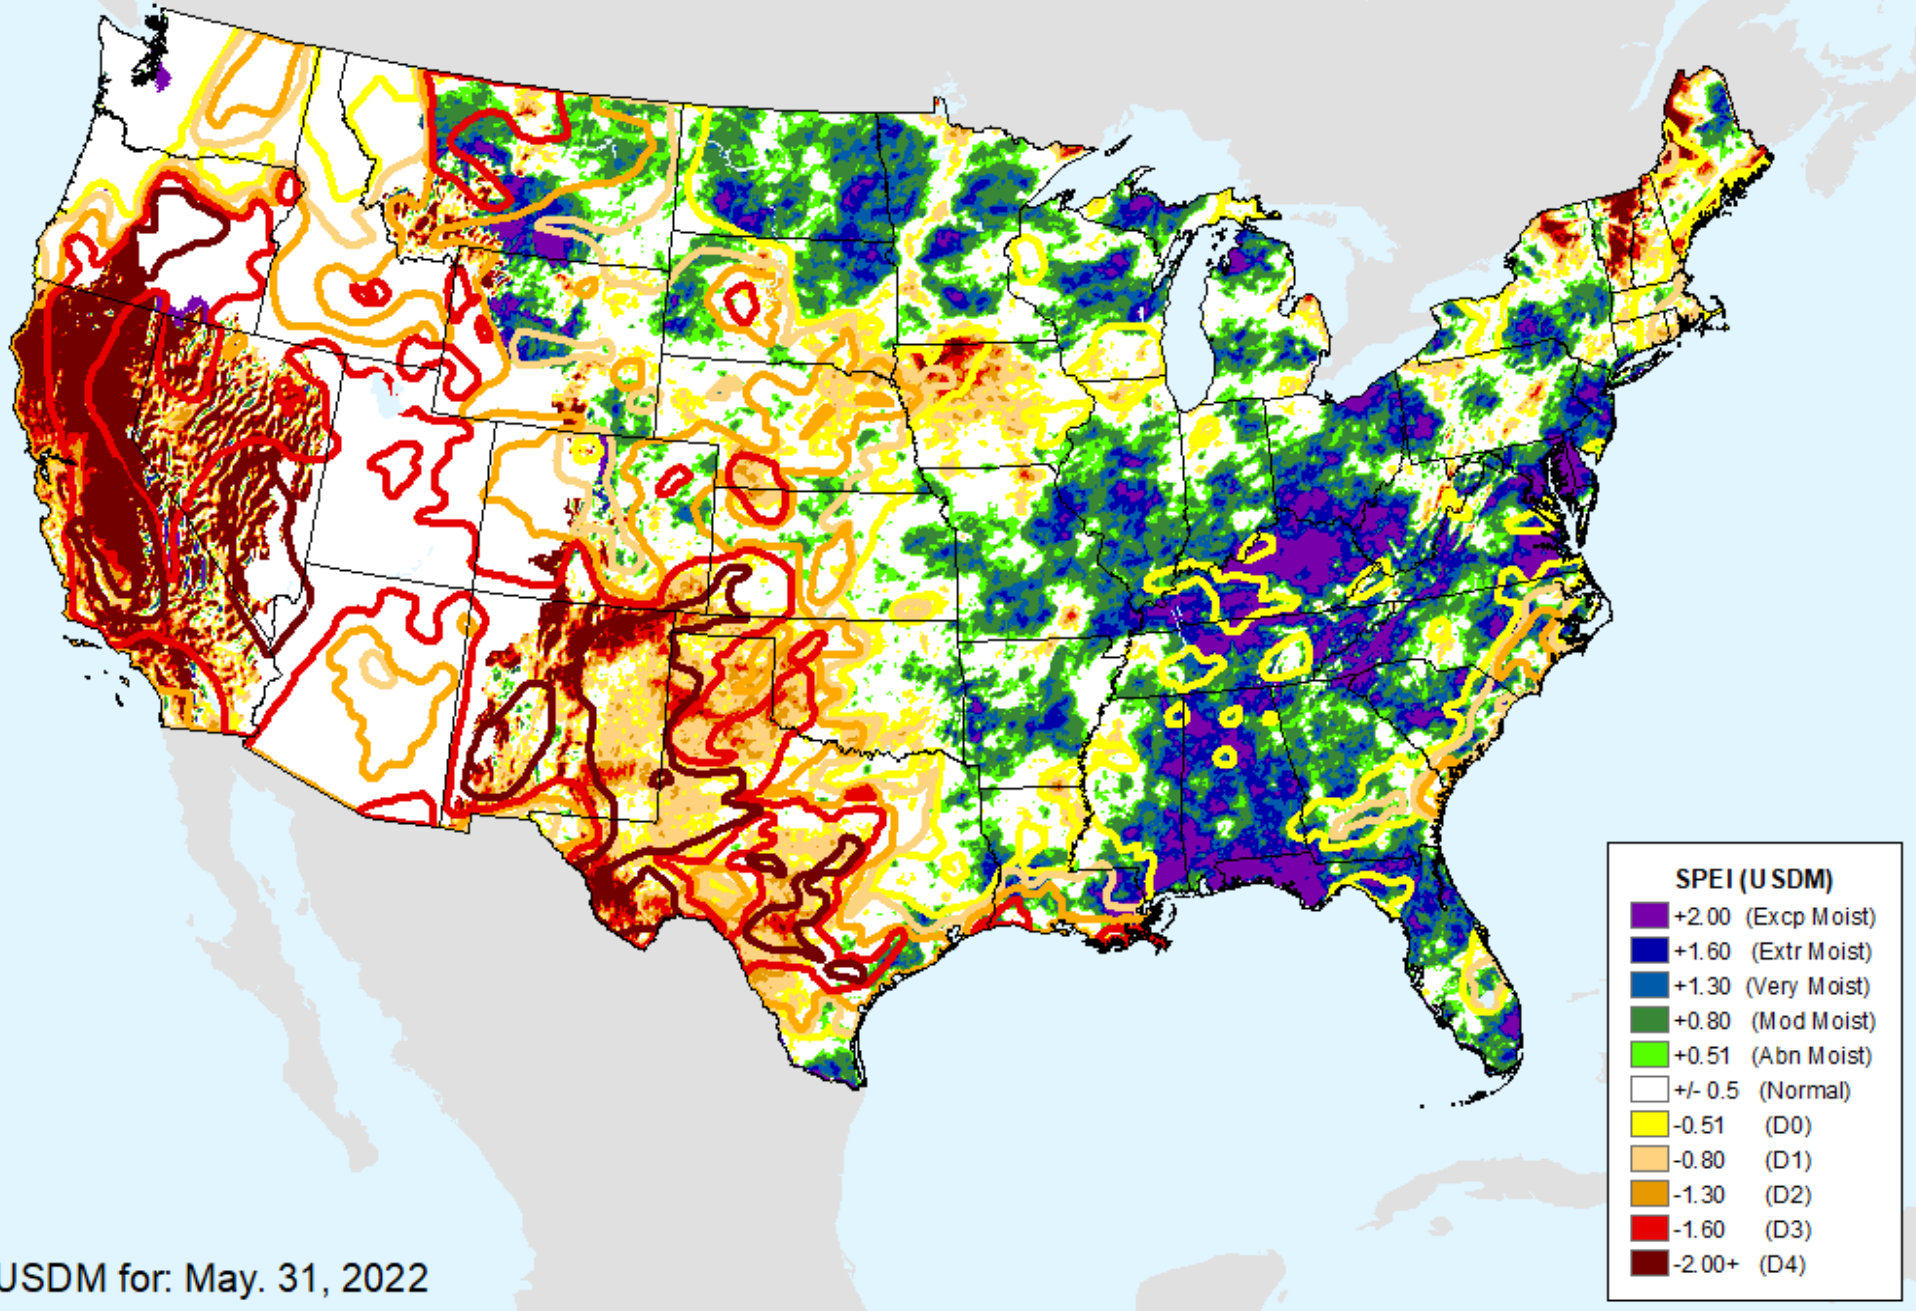 SPEI (USDM)
+2.00 (Excp Moist)
+1.60 (Extr Moist)
+1.30 (Very Moist)
+0.80 (Mod Moist)
+0.51 (Abn Moist)
+/- 0.5 (Normal)
-0.51 (D0)
-0.80 (D1)
-1.30 (D2)
-1.60 (D3)
-2.00+ (D4)
USDM for: May. 31, 2022